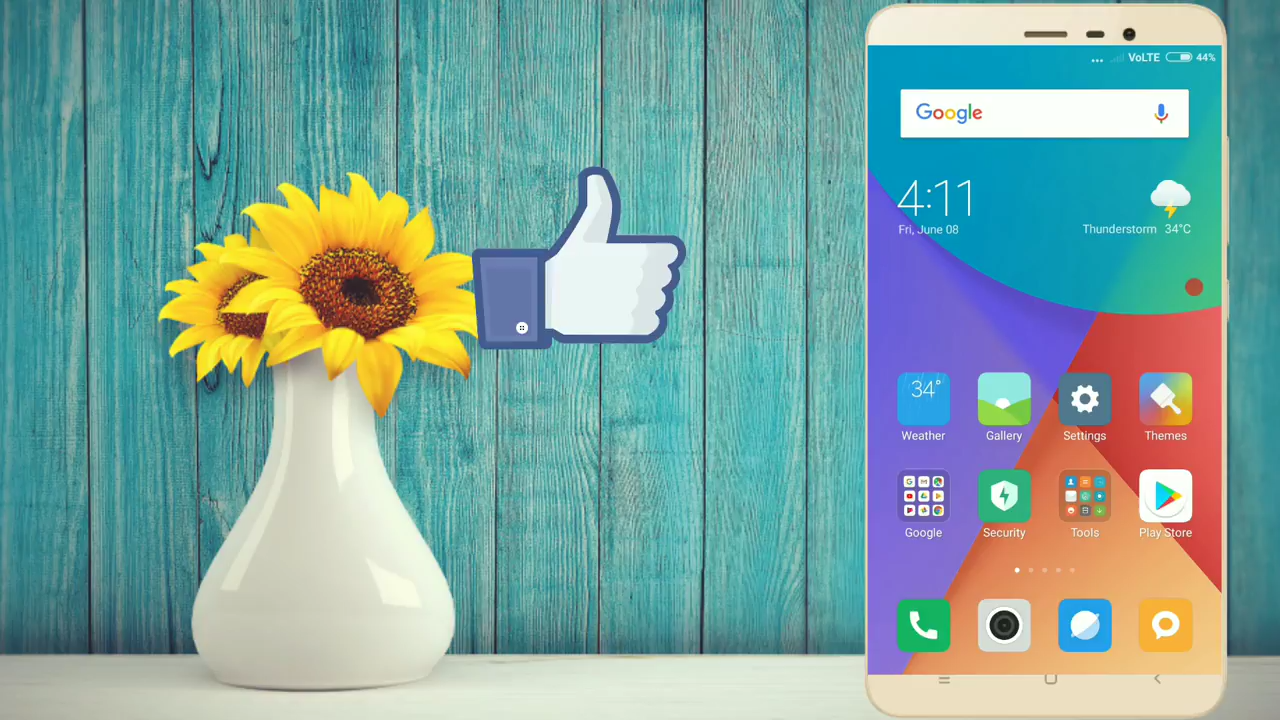 VoLTE 44%
Google
4:11
Fri, June 08
Thunderstorm 34°C
34°
Weather Gallery Settings Themes
Google Security Tools Play Store